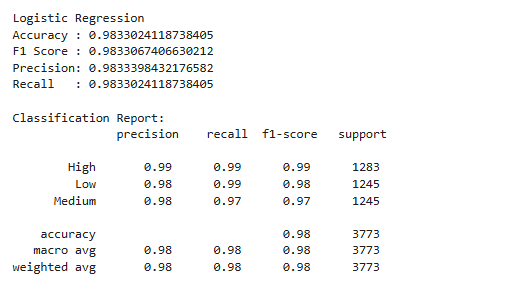 Logistic Regression
Accuracy : 0.9833024118738405
F1 Score : 0.9833067406630212
Precision: 0.9833398432176582
Recall   : 0.9833024118738405
Classification Report:
precision    recall  f1-score   support
High       0.99      0.99      0.99      1283
Low       0.98      0.99      0.98      1245
Medium       0.98      0.97      0.97      1245
accuracy                           0.98      3773
macro avg       0.98      0.98      0.98      3773
weighted avg       0.98      0.98      0.98      3773